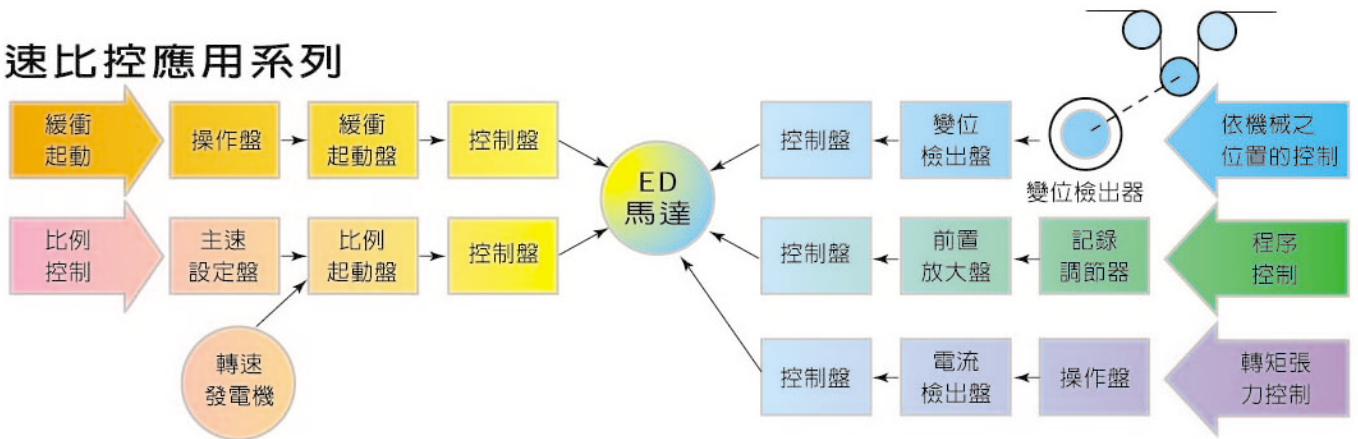 速比控應用系列
緩衝
起動
操作盤
緩衝
起動盤
控制盤
比例
控制
主速
設定盤
比例
起動盤
控制盤
轉速
發電機
ED
馬達
控制盤
變位
檢出盤
變位檢出器
依機械之
位置的控制
控制盤
前置
放大盤
記錄
調節器
程序
控制
控制盤
電流
檢出盤
操作盤
轉矩張
力控制